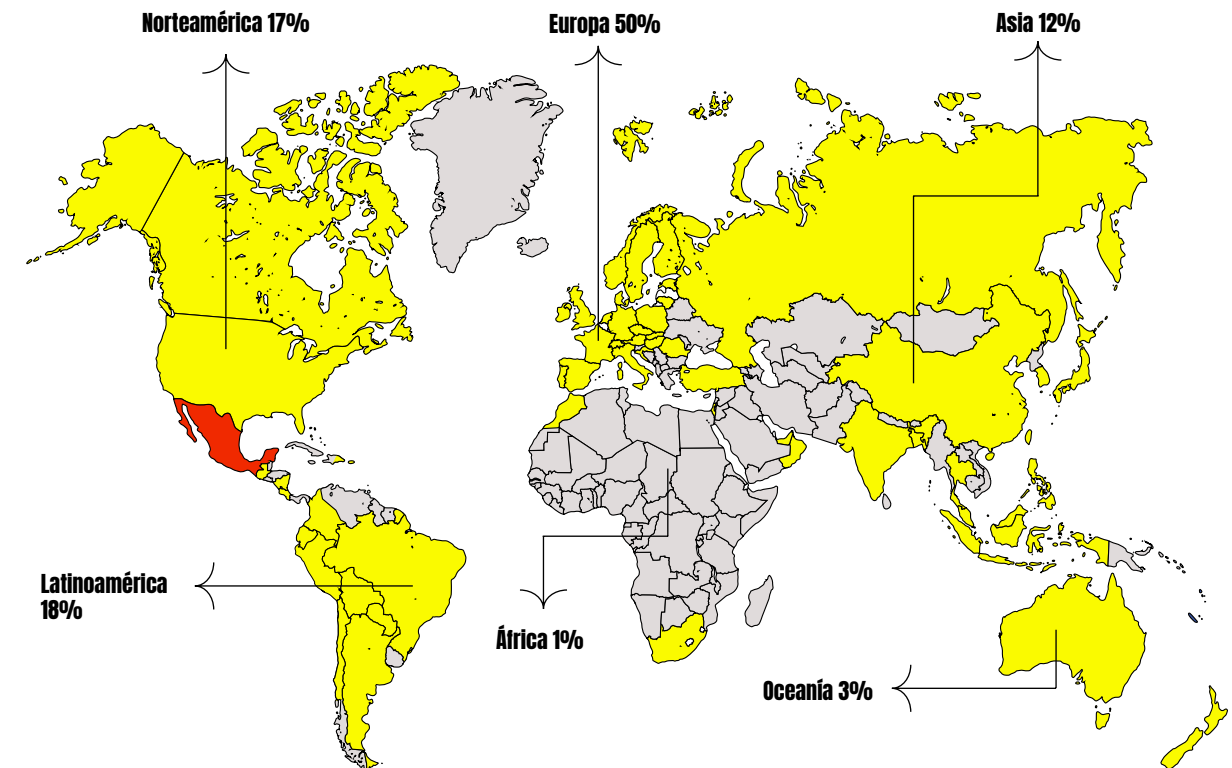 Norteamérica 17%
Europa 50%
Asia 12%
Latinoamérica
18%
África 1%
Oceanía 3%